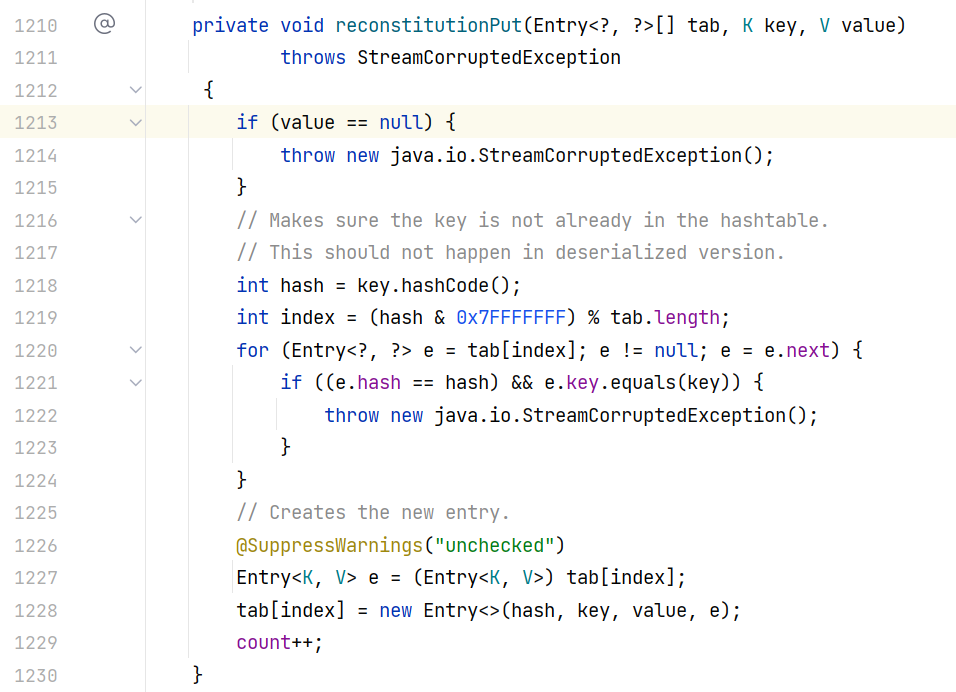 1210 @ private void reconstitutionPut(Entry<?, ?>[] tab, K key, V value)
1211 throws StreamCorruptedException
1212 {
1213 if (value == null) {
1214 throw new java.io.StreamCorruptedException();
1215 }
1216 // Makes sure the key is not already in the hashtable.
1217 // This should not happen in deserialized version.
1218 int hash = key.hashCode();
1219 int index = (hash & 0x7FFFFFFF) % tab.length;
1220 for (Entry<?, ?> e = tab[index]; e != null; e = e.next) {
1221 if ((e.hash == hash) && e.key.equals(key)) {
1222 throw new java.io.StreamCorruptedException();
1223 }
1224 }
1225 // Creates the new entry.
1226 @SuppressWarnings("unchecked")
1227 Entry<K, V> e = (Entry<K, V>) tab[index];
1228 tab[index] = new Entry<>(hash, key, value, e);
1229 count++;
1230 }